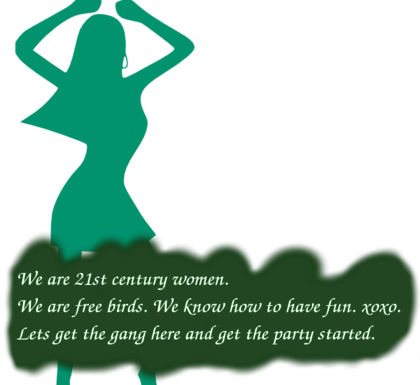 We are 21st century women.
We are free birds. We know how to have fun. xoxo.
Lets get the gang here and get the party started.